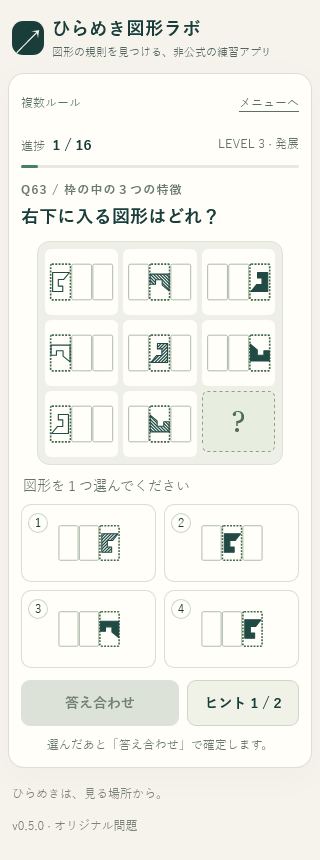 ひらめき図形ラボ
図形の規則を見つける、非公式の練習アプリ
複数ルール
メニューへ
進捗 1 / 16
LEVEL 3 · 発展
Q63 / 枠の中の3つの特徴
右下に入る図形はどれ？
?
図形を1つ選んでください
1
2
3
4
答え合わせ
ヒント 1 / 2
選んだあと「答え合わせ」で確定します。
ひらめきは、見る場所から。
v0.5.0 · オリジナル問題